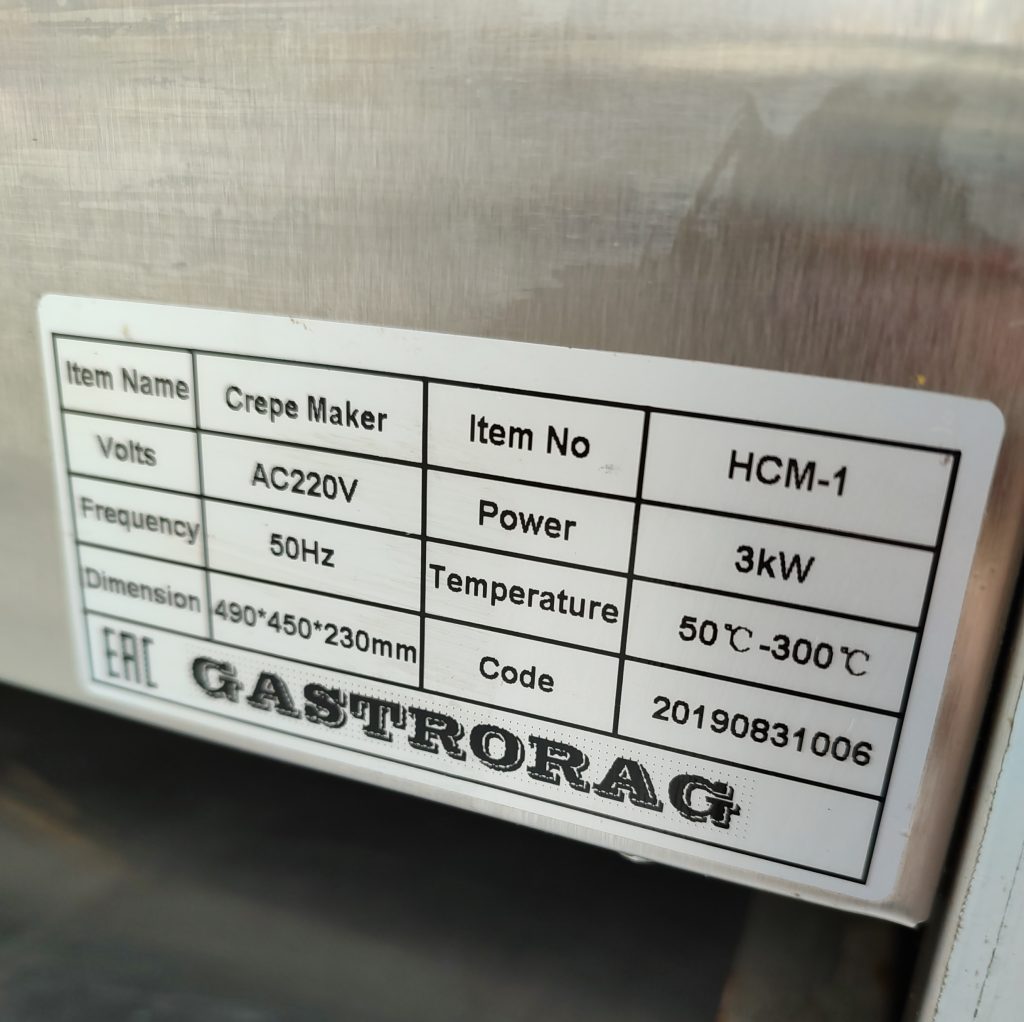 Item Name Crepe Maker Item No HCM-1
Volts AC220V Power 3kW
Frequency 50Hz Temperature 50℃-300℃
Dimension 490*450*230mm Code 20190831006
EAC GASTRORAG